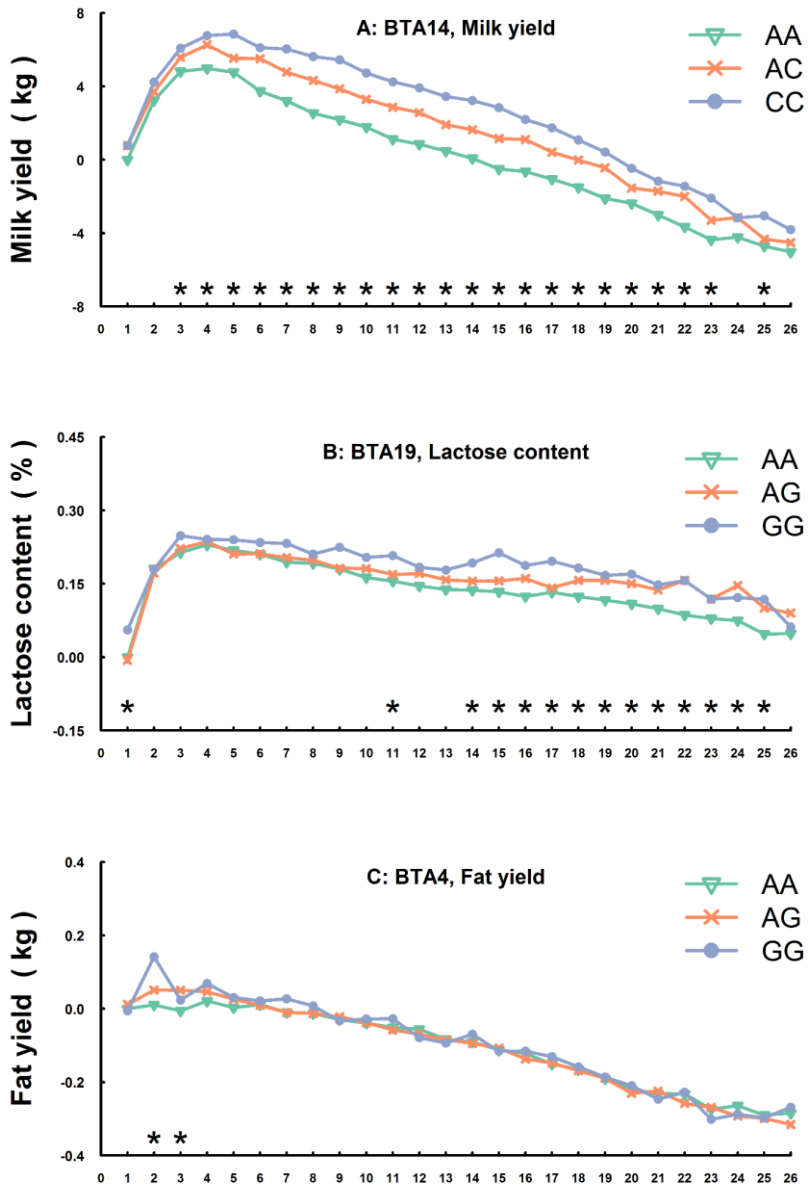 A: BTA14, Milk yield
AA
AC
CC
Milk yield ( kg )
8
4
0
-4
-8
* * * * * * * * * * * * * * * * * * * * * *
0 1 2 3 4 5 6 7 8 9 10 11 12 13 14 15 16 17 18 19 20 21 22 23 24 25 26
B: BTA19, Lactose content
AA
AG
GG
Lactose content ( % )
0.45
0.30
0.15
0.00
-0.15
* * * * * * * * * * * * * *
0 1 2 3 4 5 6 7 8 9 10 11 12 13 14 15 16 17 18 19 20 21 22 23 24 25 26
C: BTA4, Fat yield
AA
AG
GG
Fat yield ( kg )
0.4
0.2
0.0
-0.2
-0.4
* *
0 1 2 3 4 5 6 7 8 9 10 11 12 13 14 15 16 17 18 19 20 21 22 23 24 25 26